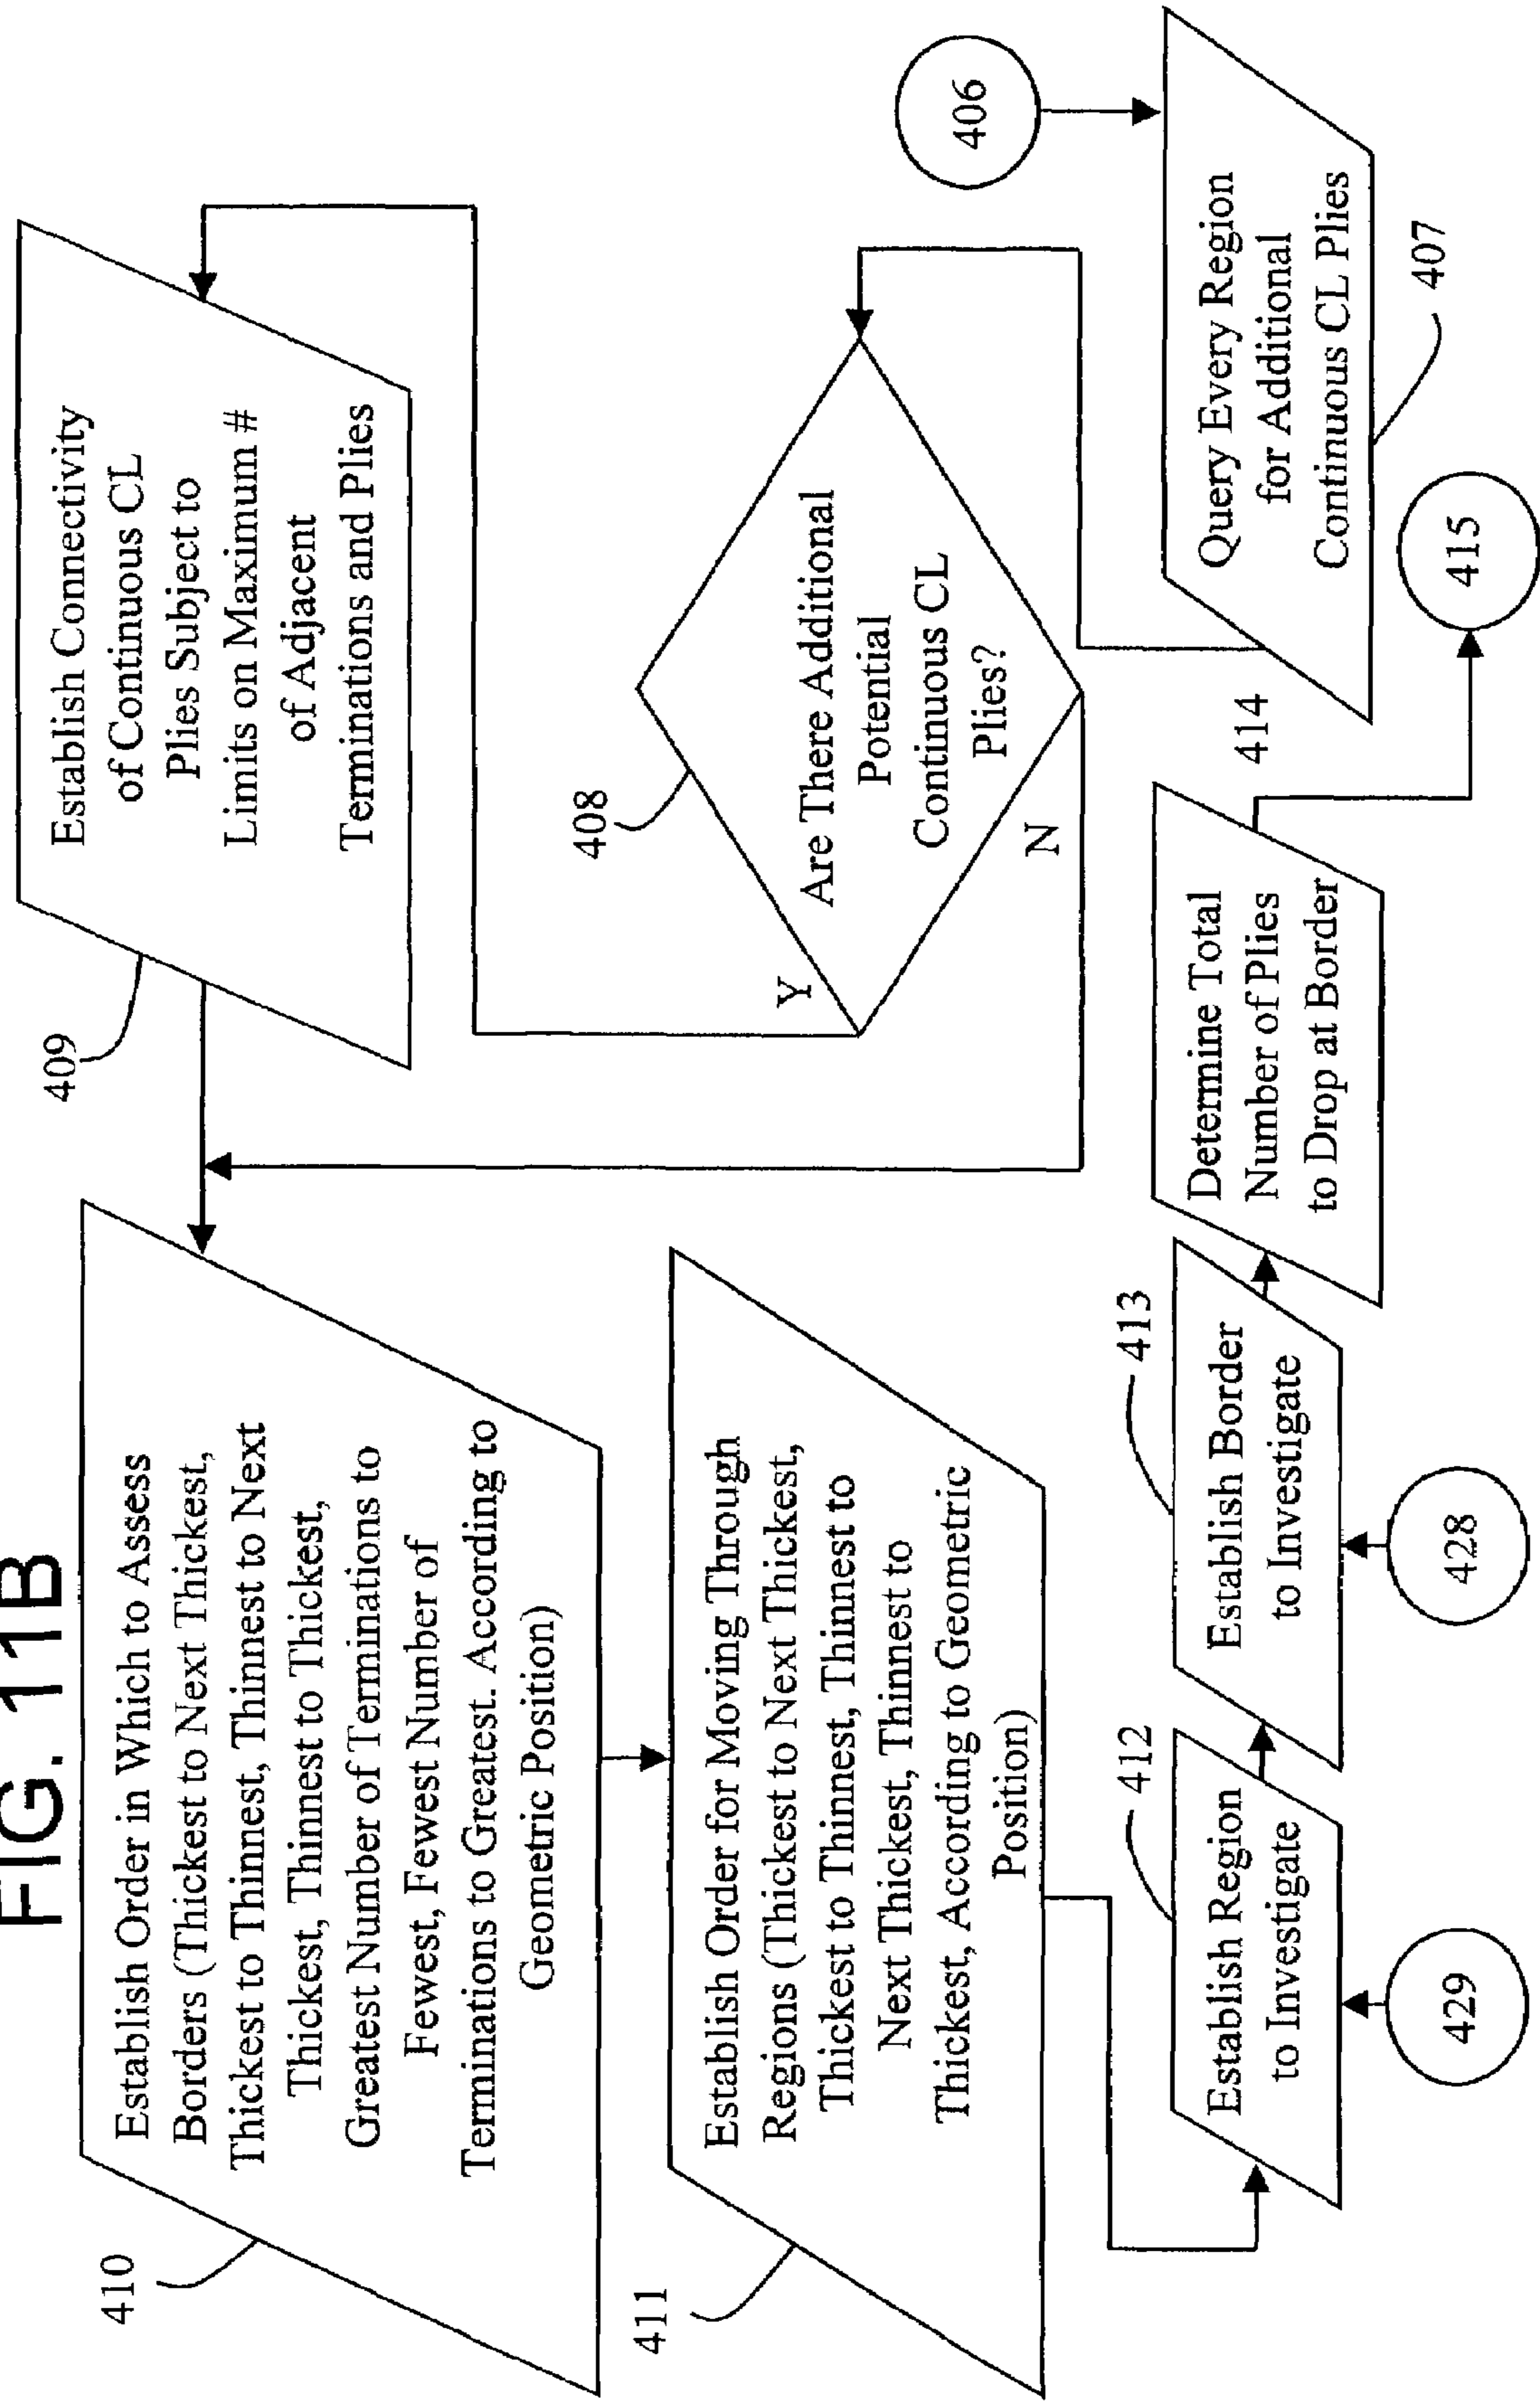 FIG. 11B
410
Establish Order in Which to Assess
Borders (Thickest to Next Thickest,
Thickest to Thinnest, Thinnest to Next
Thickest, Thinnest to Thickest,
Greatest Number of Terminations to
Fewest, Fewest Number of
Terminations to Greatest. According to
Geometric Position)
409
Establish Connectivity
of Continuous CL
Plies Subject to
Limits on Maximum #
of Adjacent
Terminations and Plies
411
Establish Order for Moving Through
Regions (Thickest to Next Thickest,
Thickest to Thinnest, Thinnest to
Next Thickest, Thinnest to
Thickest, According to Geometric
Position)
408
Are There Additional
Potential
Continuous CL
Plies?
Y
N
406
412
Establish Region
to Investigate
413
Establish Border
to Investigate
414
Determine Total
Number of Plies
to Drop at Border
Query Every Region
for Additional
Continuous CL Plies
407
429
428
415